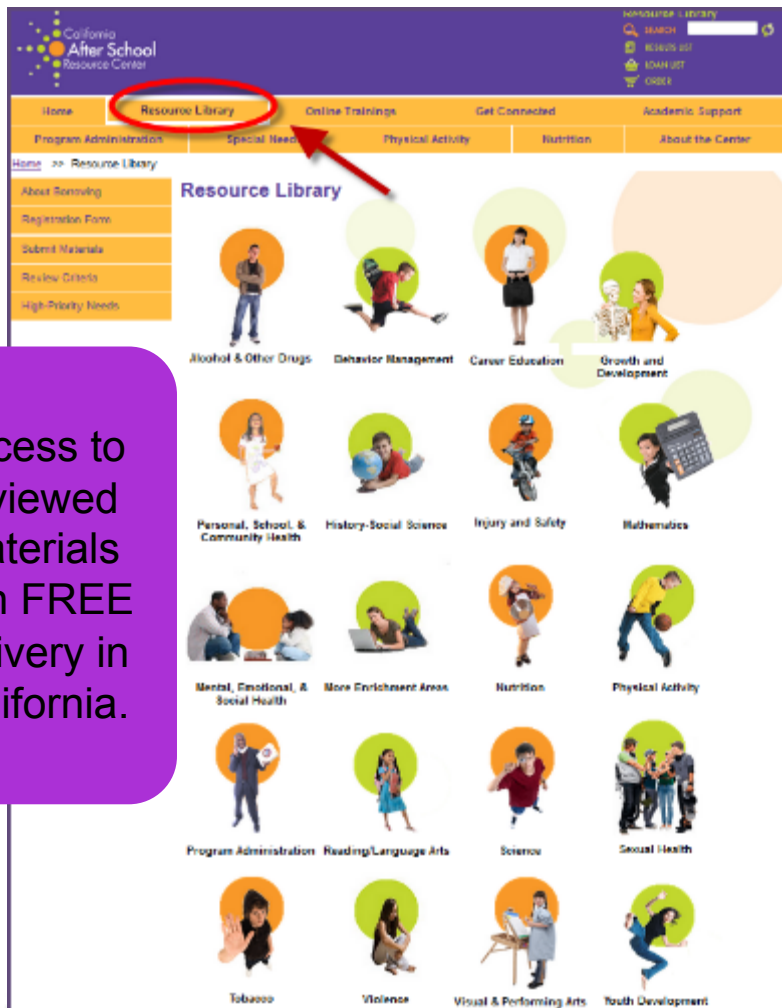 California
After School
Resource Center
Resource Library
SEARCH
RESULTS LIST
LOAN LIST
ORDER
Home Resource Library Online Trainings Get Connected Academic Support
Program Administration Special Need Physical Activity Nutrition About the Center
Home >> Resource Library
About Borrowing
Registration Form
Submit Materials
Review Criteria
High-Priority Needs
Resource Library
Alcohol & Other Drugs Behavior Management Career Education Growth and
Development
cess to
viewed
aterials
n FREE
ivery in
ifornia.
Personal, School, & History-Social Science Injury and Safety Mathematics
Community Health
Mental, Emotional, & More Enrichment Areas Nutrition Physical Activity
Social Health
Program Administration Reading/Language Arts Science Sexual Health
Tobacco Violence Visual & Performing Arts Youth Development